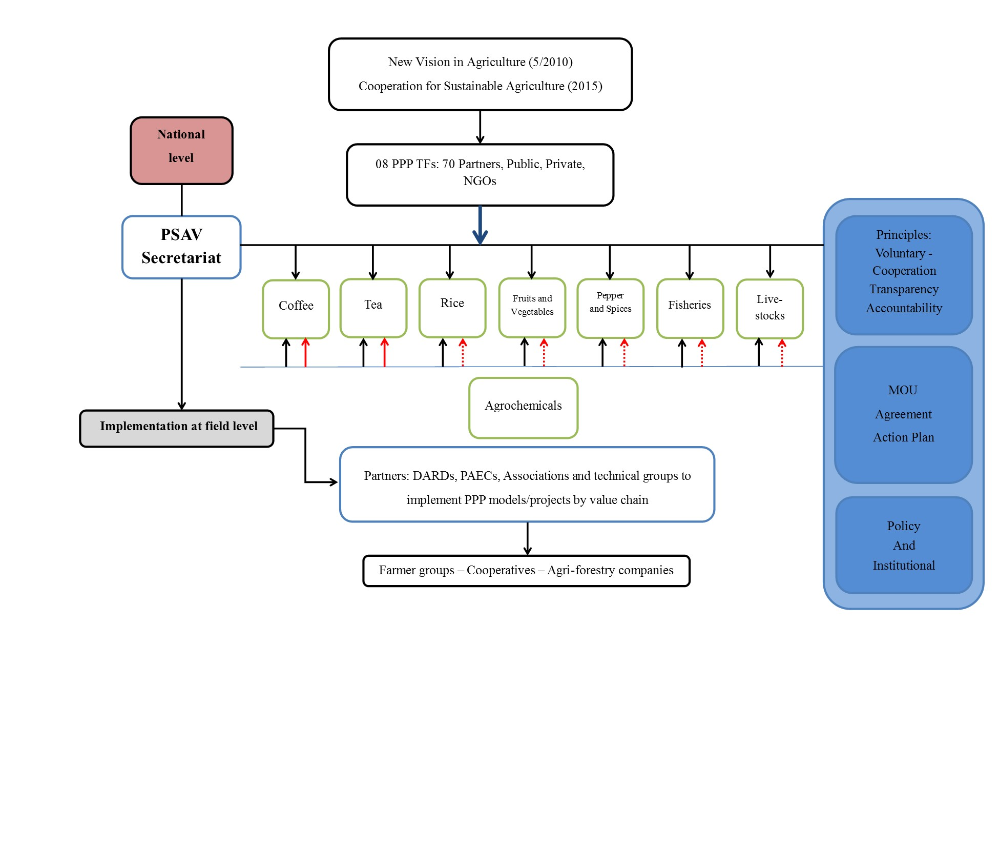 New Vision in Agriculture (5/2010)
Cooperation for Sustainable Agriculture (2015)
National
level
08 PPP TFs: 70 Partners, Public, Private,
NGOs
PSAV
Secretariat
Coffee
Tea
Rice
Fruits and
Vegetables
Pepper
and Spices
Fisheries
Live-
stocks
Principles:
Voluntary -
Cooperation
Transparency
Accountability
Agrochemicals
MOU
Agreement
Action Plan
Implementation at field level
Partners: DARDs, PAECs, Associations and technical groups to
implement PPP models/projects by value chain
Policy
And
Institutional
Farmer groups – Cooperatives – Agri-forestry companies